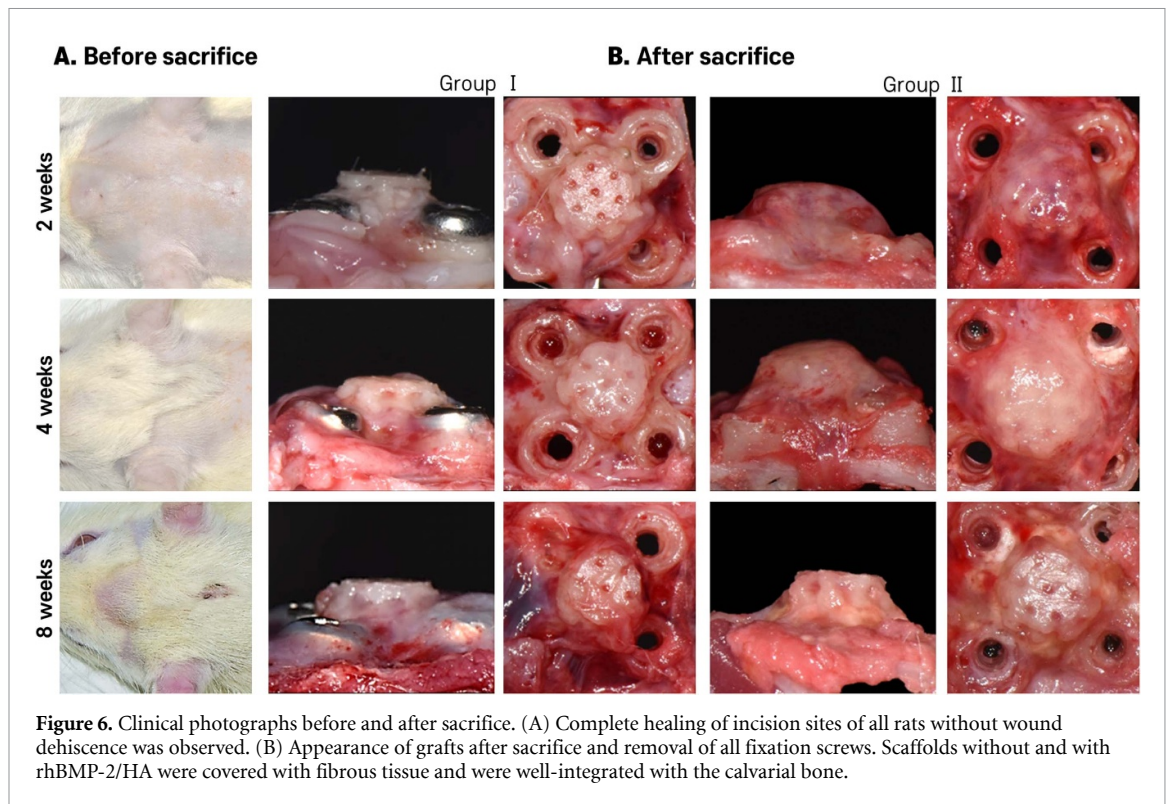 A. Before sacrifice
B. After sacrifice
Group I
Group II
2 weeks
4 weeks
8 weeks
Figure 6. Clinical photographs before and after sacrifice. (A) Complete healing of incision sites of all rats without wound
dehiscence was observed. (B) Appearance of grafts after sacrifice and removal of all fixation screws. Scaffolds without and with
rhBMP-2/HA were covered with fibrous tissue and were well-integrated with the calvarial bone.